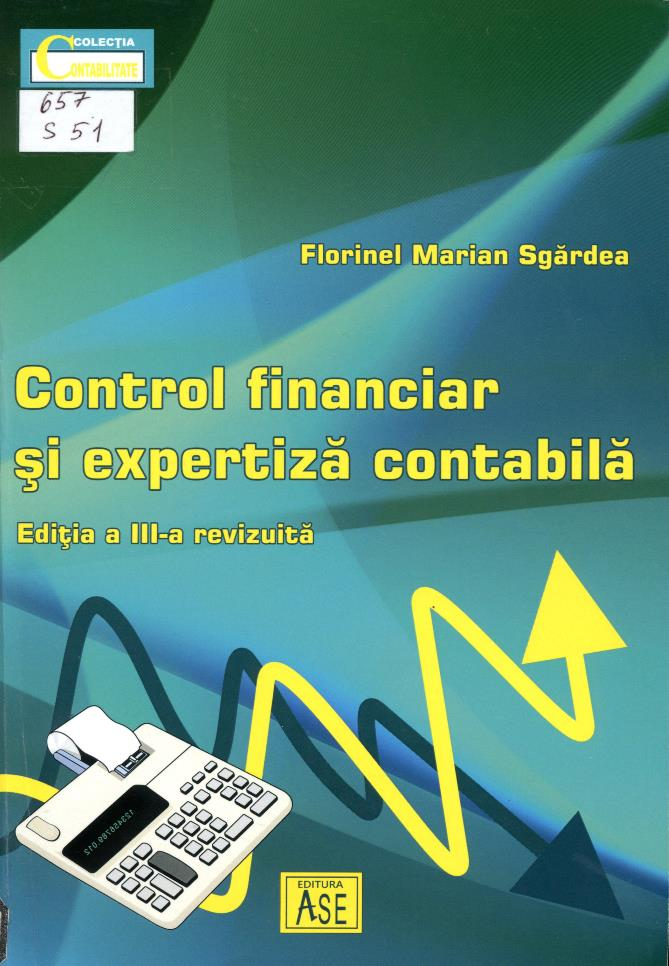 COLECȚIA
CONTABILITATE
657
S 51
Florinel Marian Sgărdea
Control financiar
şi expertiză contabilă
Ediţia a III-a revizuită
EDITURA
ASE